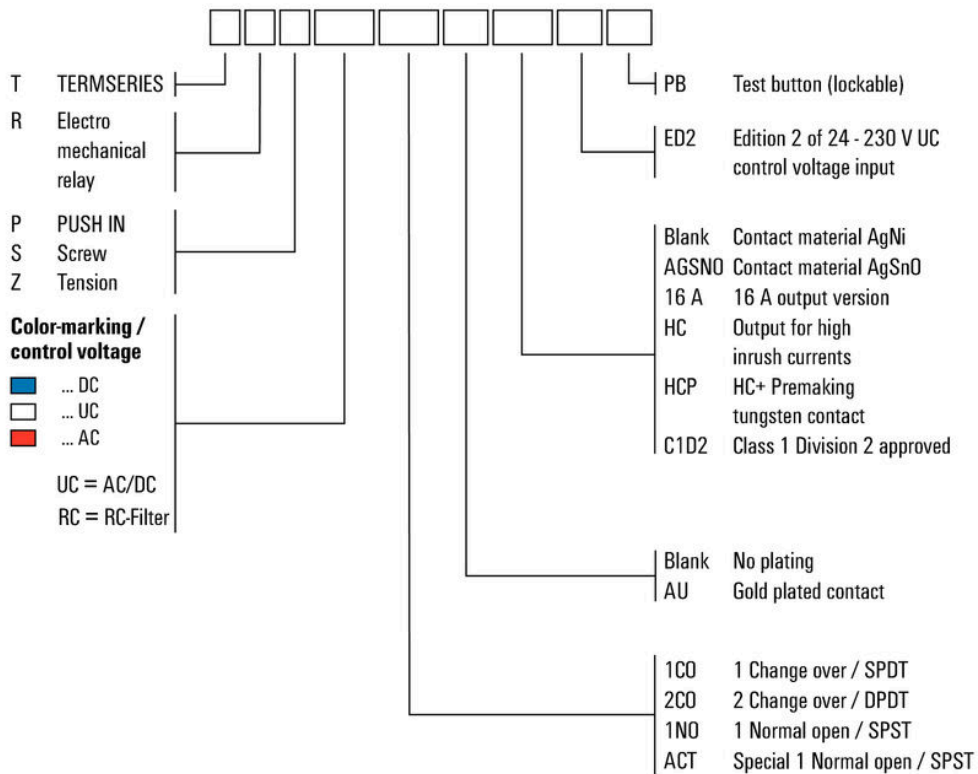 T TERMSERIES
R Electro
mechanical
relay
P PUSH IN
S Screw
Z Tension
Color-marking /
control voltage
... DC
... UC
... AC
UC = AC/DC
RC = RC-Filter
PB Test button (lockable)
ED2 Edition 2 of 24 - 230 V UC
control voltage input
Blank Contact material AgNi
AGSNO Contact material AgSnO
16 A 16 A output version
HC Output for high
inrush currents
HCP HC+ Premaking
tungsten contact
C1D2 Class 1 Division 2 approved
Blank No plating
AU Gold plated contact
1CO 1 Change over / SPDT
2CO 2 Change over / DPDT
1NO 1 Normal open / SPST
ACT Special 1 Normal open / SPST